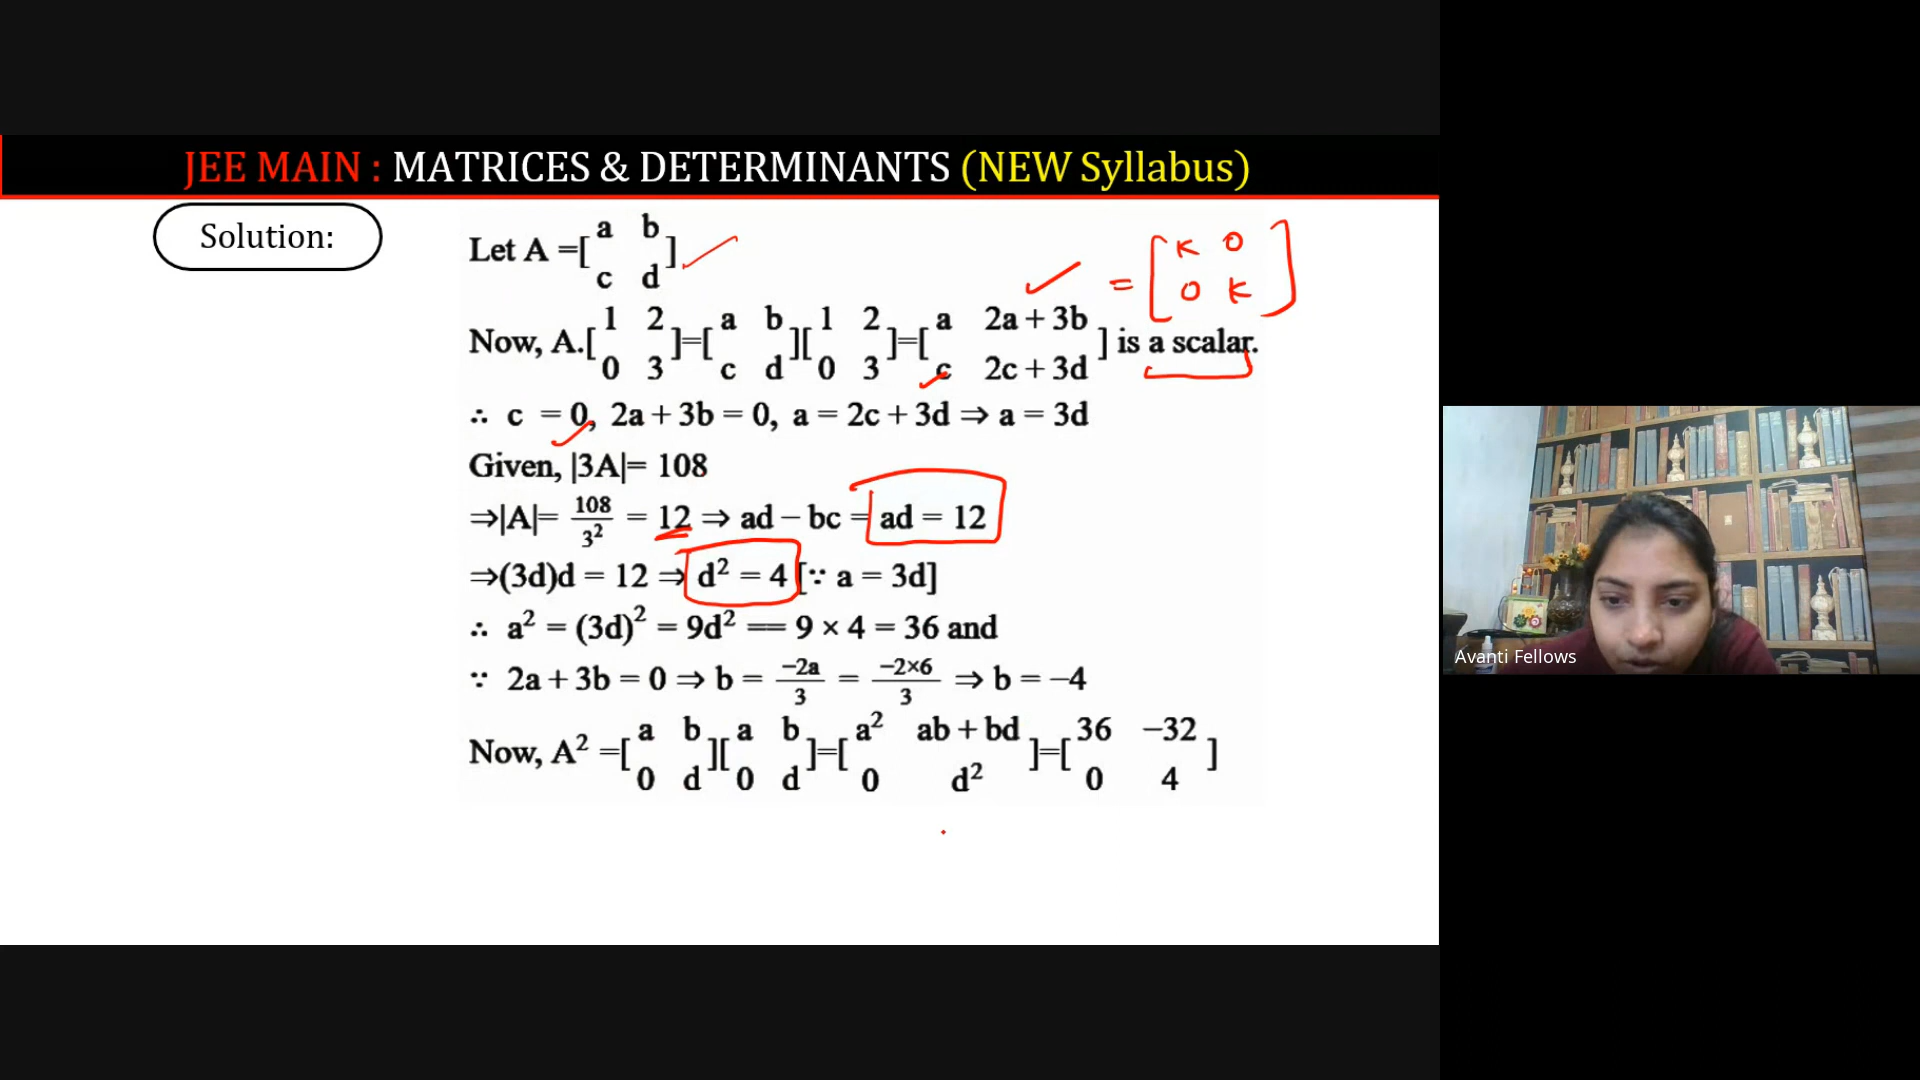 JEE MAIN : MATRICES & DETERMINANTS (NEW Syllabus)
Solution:
Let A =[a b c d]
= [K 0 0 K]
Now, A.[1 2 0 3]=[a b c d][1 2 0 3]=[a 2a + 3b c 2c + 3d] is a scalar.
∴ c = 0, 2a + 3b = 0, a = 2c + 3d ⇒ a = 3d
Given, |3A|= 108
⇒|A|= 108/3² = 12 ⇒ ad − bc = ad = 12
⇒(3d)d = 12 ⇒ d² = 4 [∵ a = 3d]
∴ a² = (3d)² = 9d² == 9 × 4 = 36 and
∵ 2a + 3b = 0 ⇒ b = −2a/3 = −2×6/3 ⇒ b = −4
Now, A² =[a b 0 d][a b 0 d]=[a² ab + bd 0 d²]=[36 −32 0 4]
Avanti Fellows